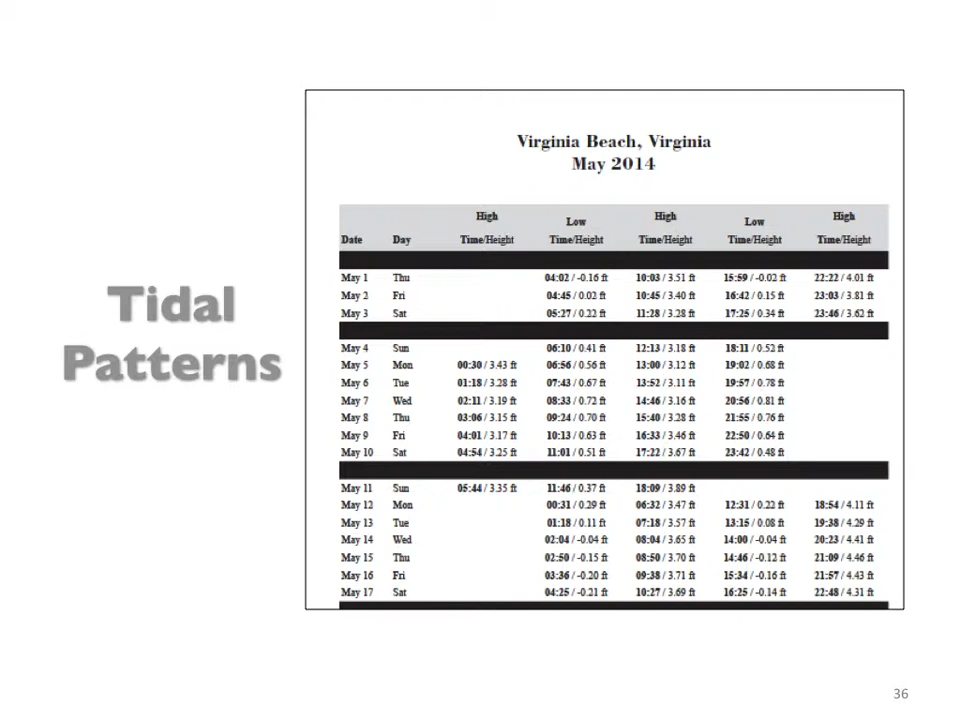 Tidal
Patterns
Virginia Beach, Virginia
May 2014
High Low High Low High
Date Day Time/Height Time/Height Time/Height Time/Height Time/Height
May 1 Thu 04:02 / -0.16 ft 10:03 / 3.51 ft 15:59 / -0.02 ft 22:22 / 4.01 ft
May 2 Fri 04:45 / 0.02 ft 10:45 / 3.40 ft 16:42 / 0.15 ft 23:03 / 3.81 ft
May 3 Sat 05:27 / 0.22 ft 11:28 / 3.28 ft 17:25 / 0.34 ft 23:46 / 3.62 ft
May 4 Sun 06:10 / 0.41 ft 12:13 / 3.18 ft 18:11 / 0.52 ft
May 5 Mon 00:30 / 3.43 ft 06:56 / 0.56 ft 13:00 / 3.12 ft 19:02 / 0.68 ft
May 6 Tue 01:18 / 3.28 ft 07:43 / 0.67 ft 13:52 / 3.11 ft 19:57 / 0.78 ft
May 7 Wed 02:11 / 3.19 ft 08:33 / 0.72 ft 14:46 / 3.16 ft 20:56 / 0.81 ft
May 8 Thu 03:06 / 3.15 ft 09:24 / 0.70 ft 15:40 / 3.28 ft 21:55 / 0.76 ft
May 9 Fri 04:01 / 3.17 ft 10:13 / 0.63 ft 16:33 / 3.46 ft 22:50 / 0.64 ft
May 10 Sat 04:54 / 3.25 ft 11:01 / 0.51 ft 17:22 / 3.67 ft 23:42 / 0.48 ft
May 11 Sun 05:44 / 3.35 ft 11:46 / 0.37 ft 18:09 / 3.89 ft
May 12 Mon 00:31 / 0.29 ft 06:32 / 3.47 ft 12:31 / 0.22 ft 18:54 / 4.11 ft
May 13 Tue 01:18 / 0.11 ft 07:18 / 3.57 ft 13:15 / 0.08 ft 19:38 / 4.29 ft
May 14 Wed 02:04 / -0.04 ft 08:04 / 3.65 ft 14:00 / -0.04 ft 20:23 / 4.41 ft
May 15 Thu 02:50 / -0.15 ft 08:50 / 3.70 ft 14:46 / -0.12 ft 21:09 / 4.46 ft
May 16 Fri 03:36 / -0.20 ft 09:38 / 3.71 ft 15:34 / -0.16 ft 21:57 / 4.43 ft
May 17 Sat 04:25 / -0.21 ft 10:27 / 3.69 ft 16:25 / -0.14 ft 22:48 / 4.31 ft
36